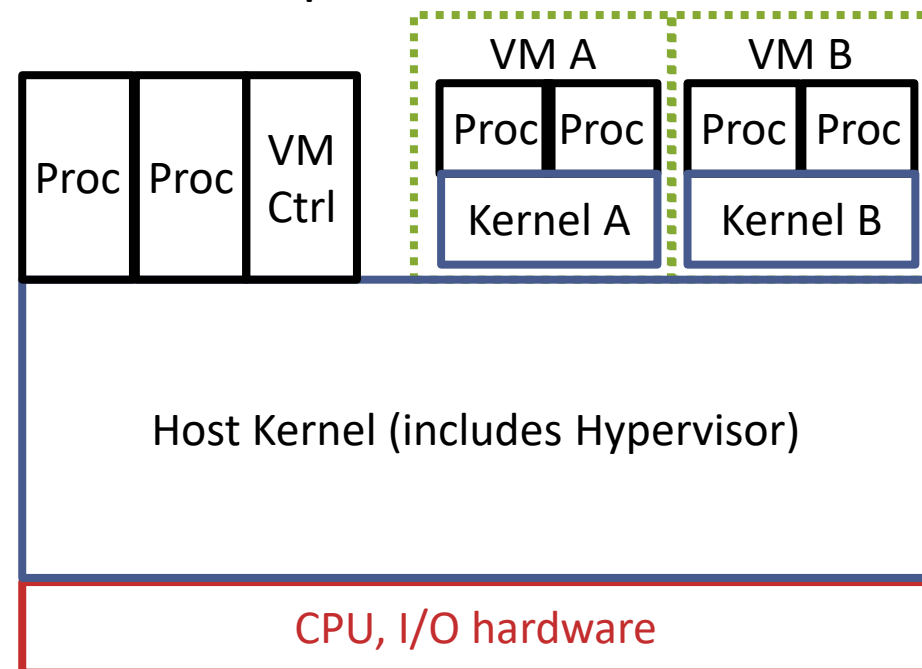 VM A
VM B
Proc
Proc
VM
Ctrl
Proc
Proc
Proc
Proc
Kernel A
Kernel B
Host Kernel (includes Hypervisor)
CPU, I/O hardware